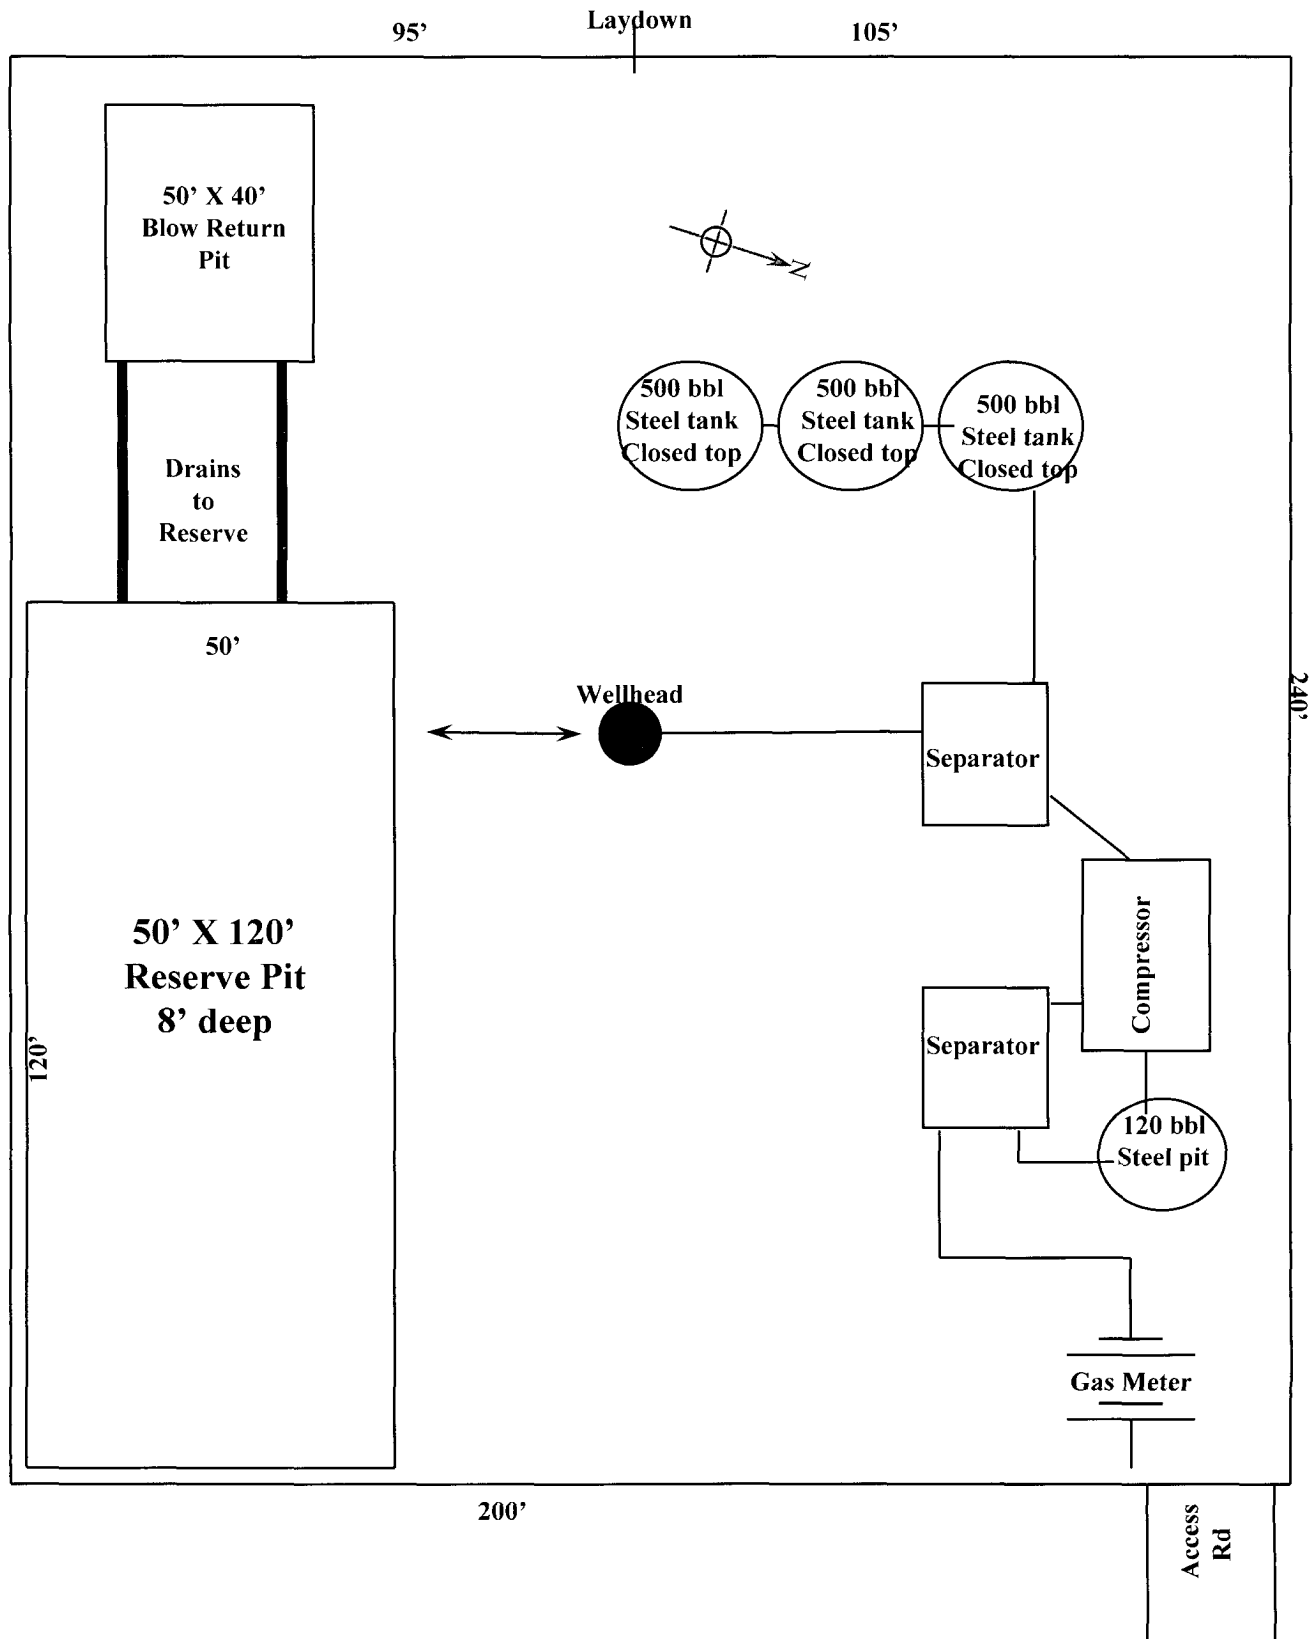 Laydown
95’
105’
50’ X 40’
Blow Return
Pit
N
500 bbl
Steel tank
Closed top
500 bbl
Steel tank
Closed top
500 bbl
Steel tank
Closed top
Drains
to
Reserve
50’
Wellhead
240’
Separator
50’ X 120’
Reserve Pit
8’ deep
Compressor
120’
Separator
120 bbl
Steel pit
Gas Meter
200’
Access
Rd